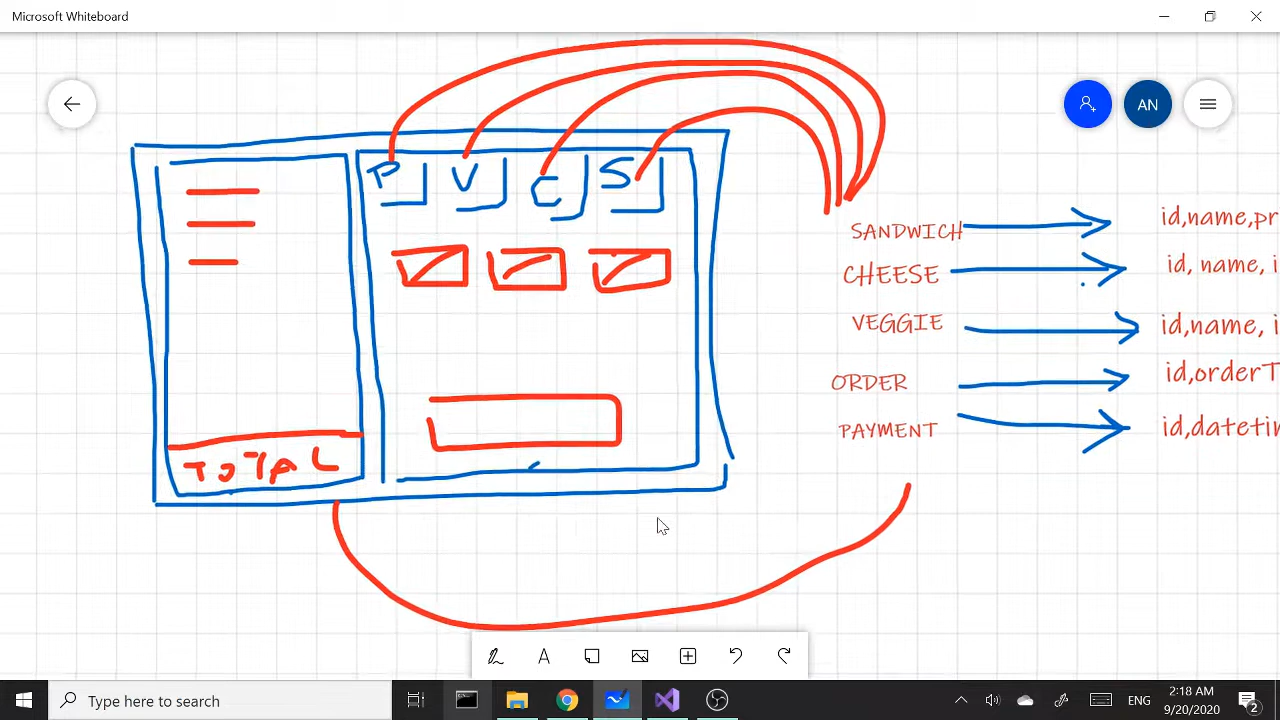 Microsoft Whiteboard
AN
P V C S
SANDWICH
id,name,pr
CHEESE
id, name, i
VEGGIE
id,name, i
ORDER
id,orderT
PAYMENT
id,datetin
TOTAL
A
Type here to search
ENG
:18 AM
9/20/2020
2